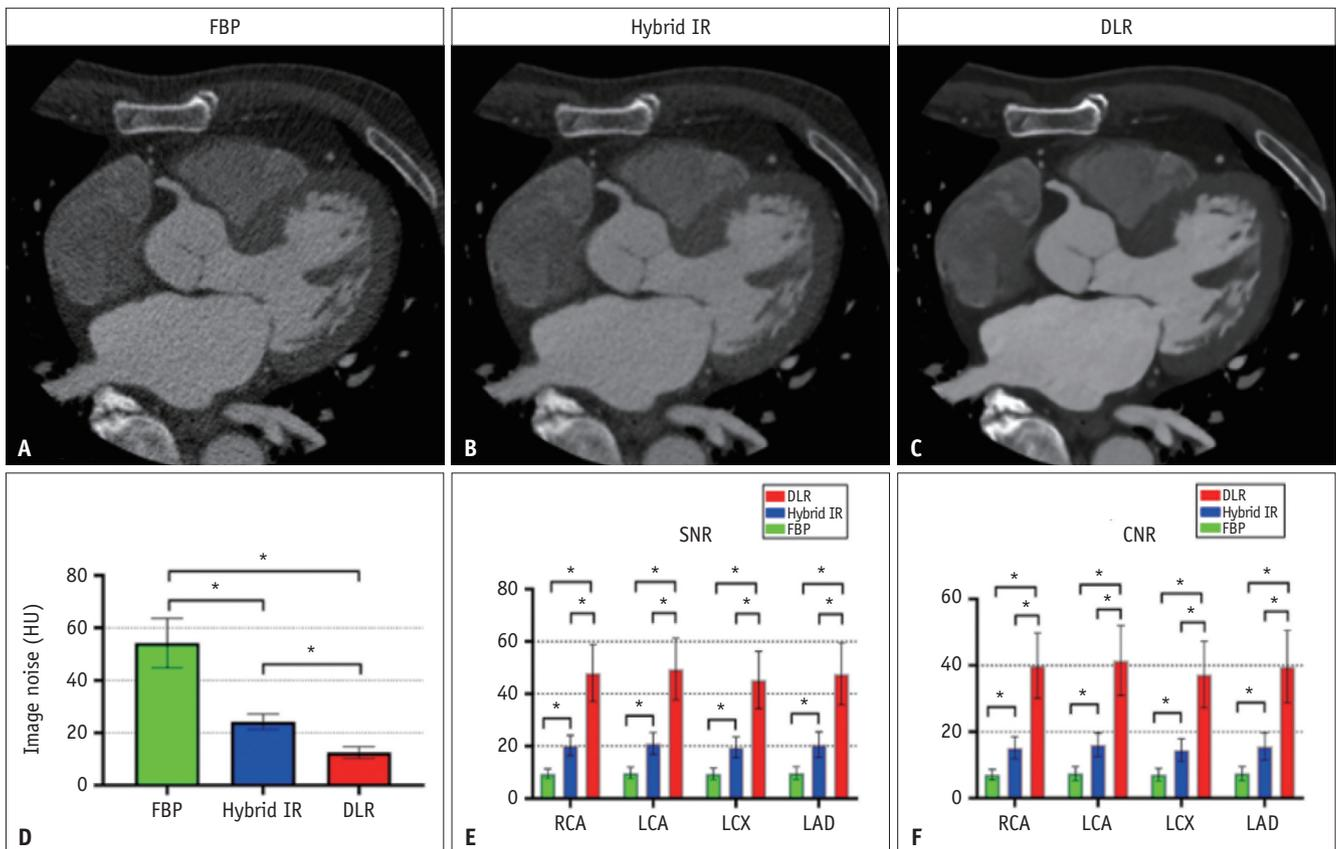 FBP
Hybrid IR
DLR
A
B
C
Image noise (HU)
80
60
40
20
0
*
*
*
FBP
Hybrid IR
DLR
D
DLR
Hybrid IR
FBP
SNR
80
60
40
20
0
*
*
*
*
*
*
*
*
*
*
*
*
RCA
LCA
LCX
LAD
E
DLR
Hybrid IR
FBP
CNR
60
40
20
0
*
*
*
*
*
*
*
*
*
*
*
*
RCA
LCA
LCX
LAD
F